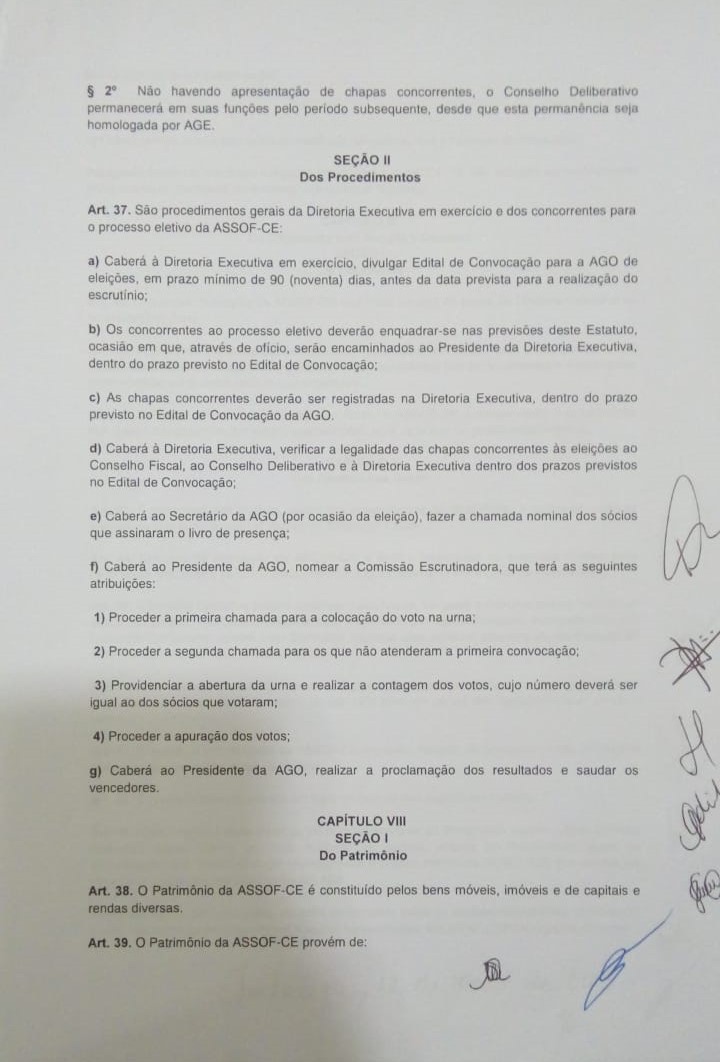 § 2º Não havendo apresentação de chapas concorrentes, o Conselho Deliberativo
permanecerá em suas funções pelo período subsequente, desde que esta permanência seja
homologada por AGE.
SEÇÃO II
Dos Procedimentos
Art. 37. São procedimentos gerais da Diretoria Executiva em exercício e dos concorrentes para
o processo eletivo da ASSOF-CE:
a) Caberá à Diretoria Executiva em exercício, divulgar Edital de Convocação para a AGO de
eleições, em prazo mínimo de 90 (noventa) dias, antes da data prevista para a realização do
escrutínio;
b) Os concorrentes ao processo eletivo deverão enquadrar-se nas previsões deste Estatuto,
ocasião em que, através de ofício, serão encaminhados ao Presidente da Diretoria Executiva,
dentro do prazo previsto no Edital de Convocação;
c) As chapas concorrentes deverão ser registradas na Diretoria Executiva, dentro do prazo
previsto no Edital de Convocação da AGO.
d) Caberá à Diretoria Executiva, verificar a legalidade das chapas concorrentes às eleições ao
Conselho Fiscal, ao Conselho Deliberativo e à Diretoria Executiva dentro dos prazos previstos
no Edital de Convocação;
e) Caberá ao Secretário da AGO (por ocasião da eleição), fazer a chamada nominal dos sócios
que assinaram o livro de presença;
f) Caberá ao Presidente da AGO, nomear a Comissão Escrutinadora, que terá as seguintes
atribuições:
1) Proceder a primeira chamada para a colocação do voto na urna;
2) Proceder a segunda chamada para os que não atenderam a primeira convocação;
3) Providenciar a abertura da urna e realizar a contagem dos votos, cujo número deverá ser
igual ao dos sócios que votaram;
4) Proceder a apuração dos votos;
g) Caberá ao Presidente da AGO, realizar a proclamação dos resultados e saudar os
vencedores.
CAPÍTULO VIII
SEÇÃO I
Do Patrimônio
Art. 38. O Patrimônio da ASSOF-CE é constituído pelos bens móveis, imóveis e de capitais e
rendas diversas.
Art. 39. O Patrimônio da ASSOF-CE provém de: